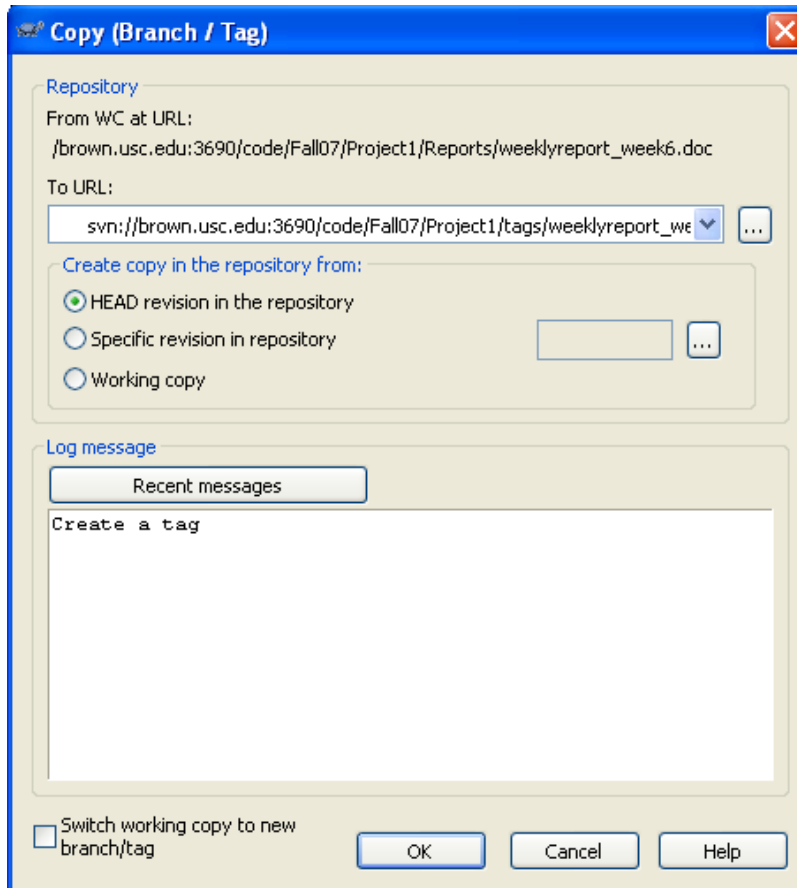 Copy (Branch / Tag)
Repository
From WC at URL:
/brown.usc.edu:3690/code/Fall07/Project1/Reports/weeklyreport_week6.doc
To URL:
svn://brown.usc.edu:3690/code/Fall07/Project1/tags/weeklyreport_we
...
Create copy in the repository from:
HEAD revision in the repository
Specific revision in repository
...
Working copy
Log message
Recent messages
Create a tag
Switch working copy to new
branch/tag
OK
Cancel
Help